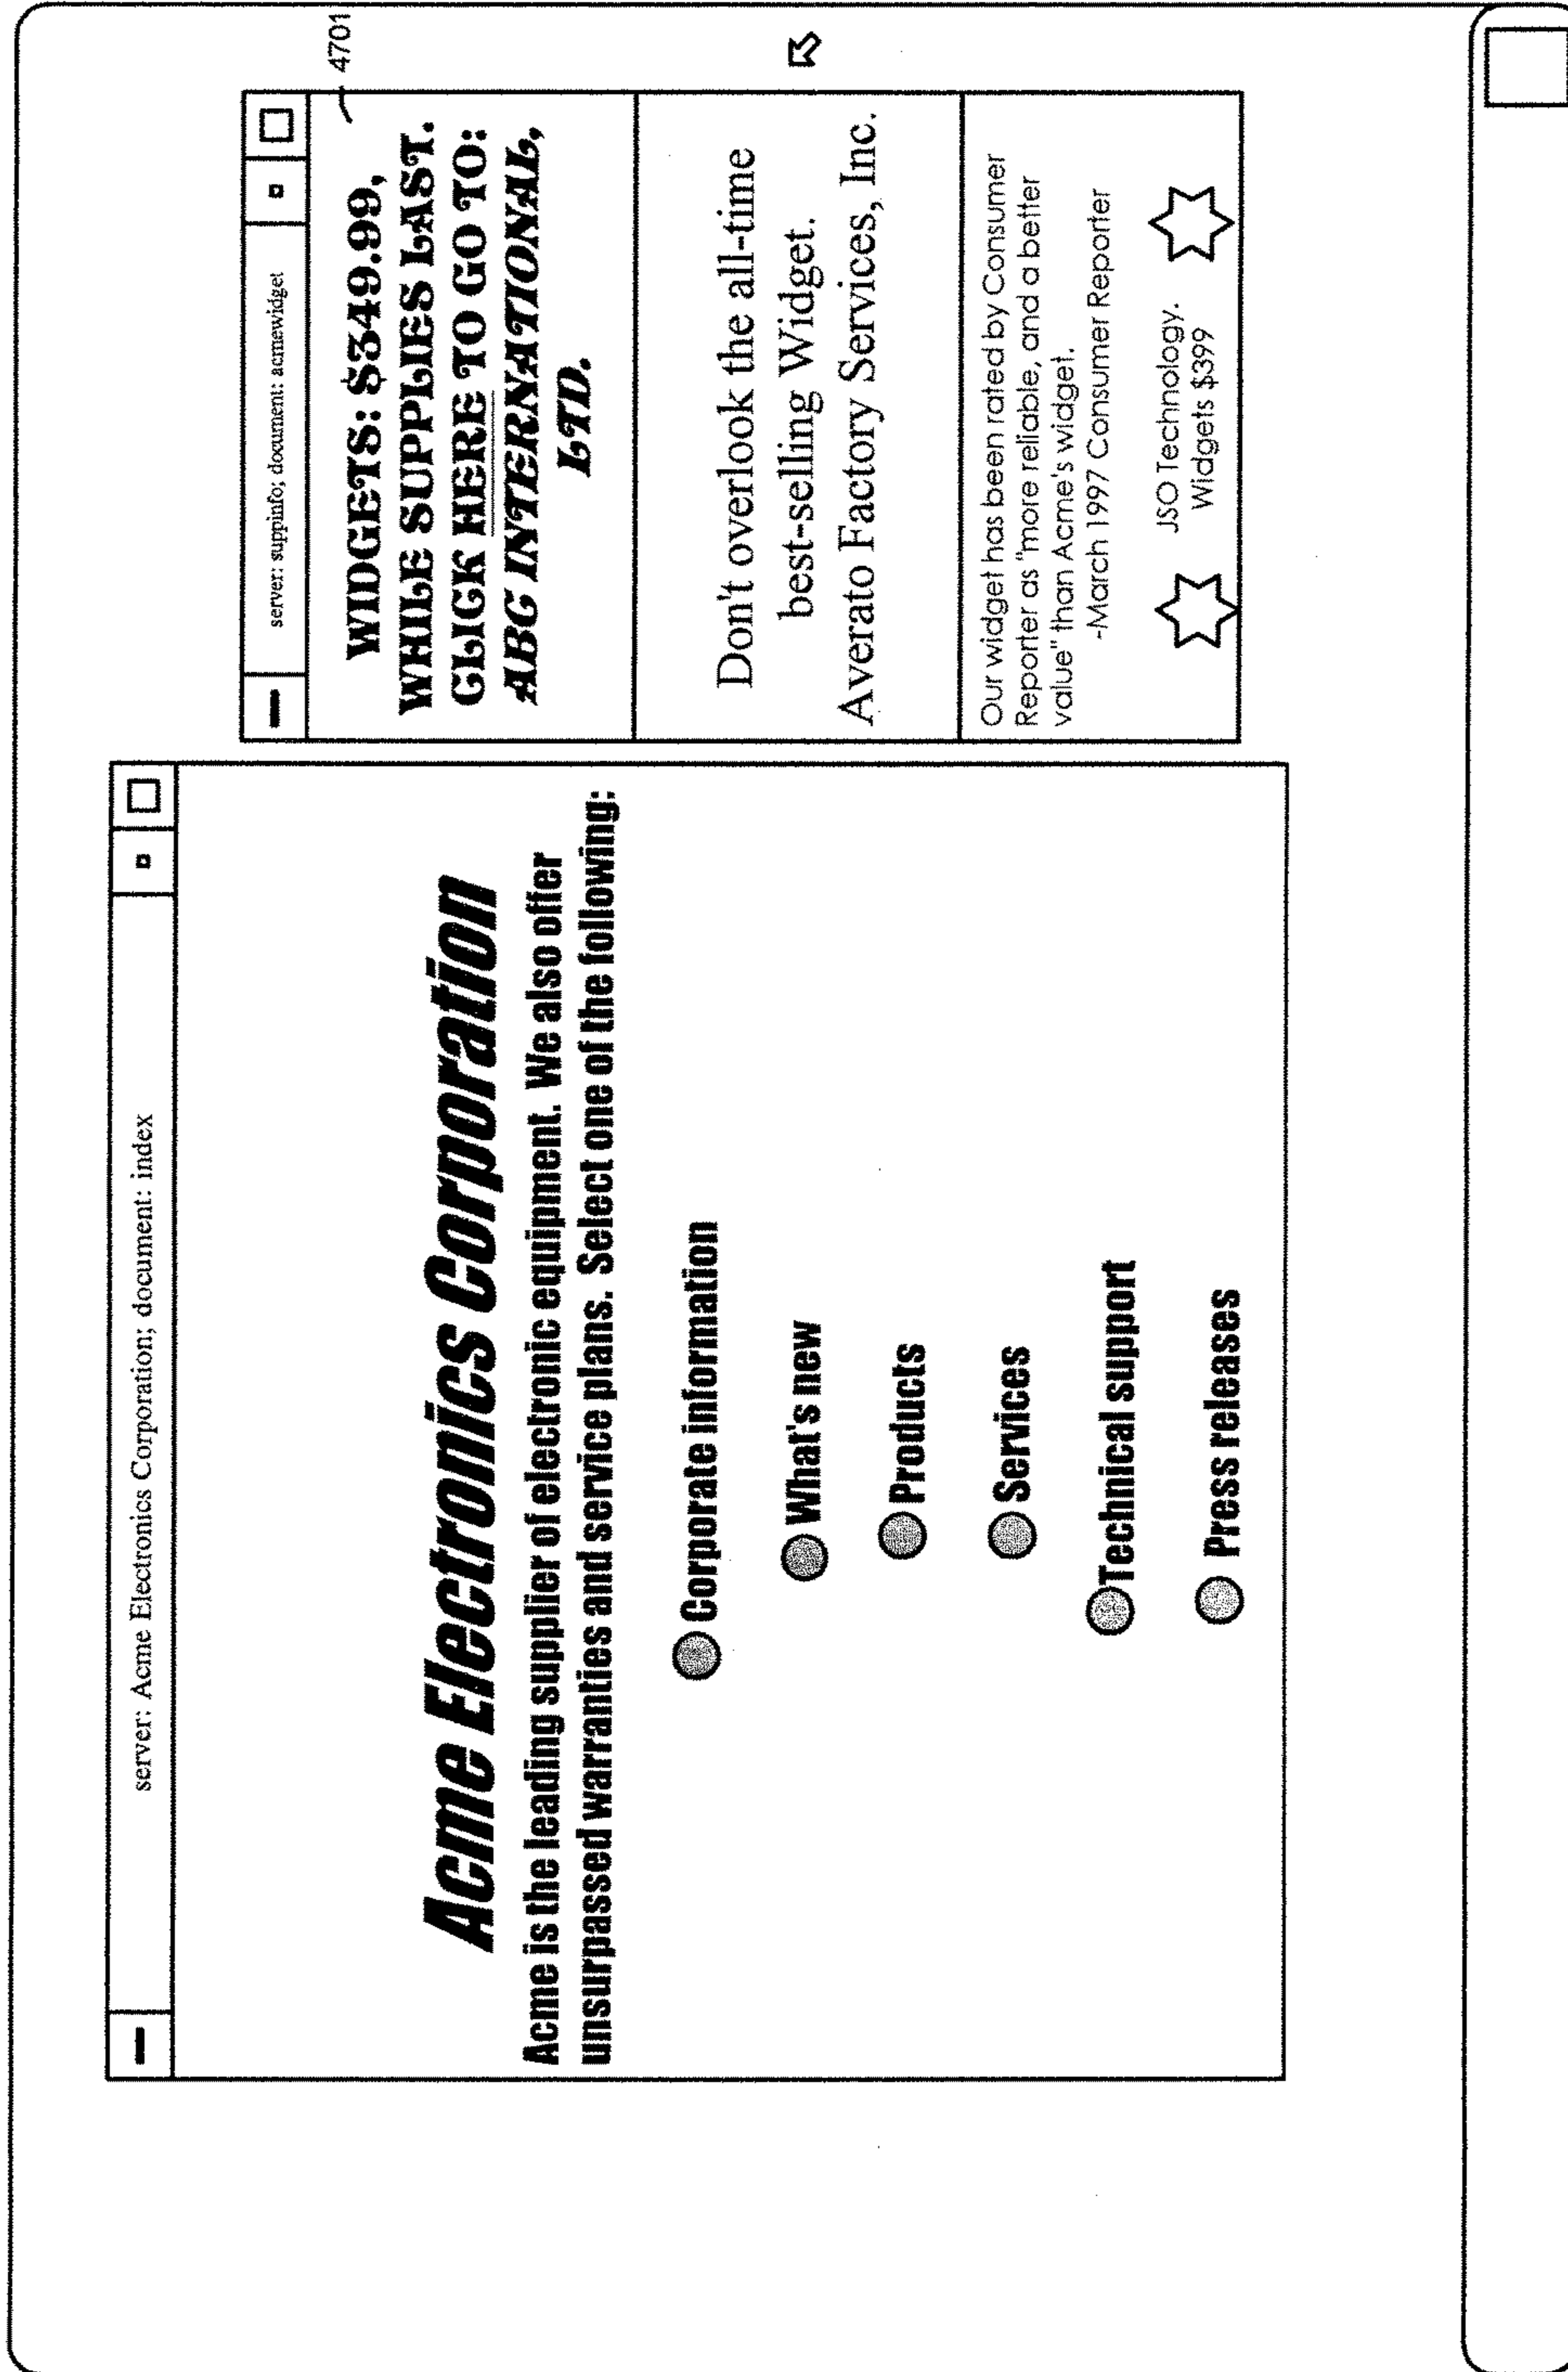 server: Acme Electronics Corporation; document: index
Acme Electronics Corporation
Acme is the leading supplier of electronic equipment. We also offer
unsurpassed warranties and service plans. Select one of the following:
Corporate information
What's new
Products
Services
Technical support
Press releases
server: suppinfo; document: acmewidget
4701
WIDGETS: $349.99,
WHILE SUPPLIES LAST.
CLICK HERE TO GO TO:
ABC INTERNATIONAL,
LTD.
Don't overlook the all-time
best-selling Widget.
Averato Factory Services, Inc.
Our widget has been rated by Consumer
Reporter as "more reliable, and a better
value" than Acme's widget.
-March 1997 Consumer Reporter
JSO Technology.
Widgets $399